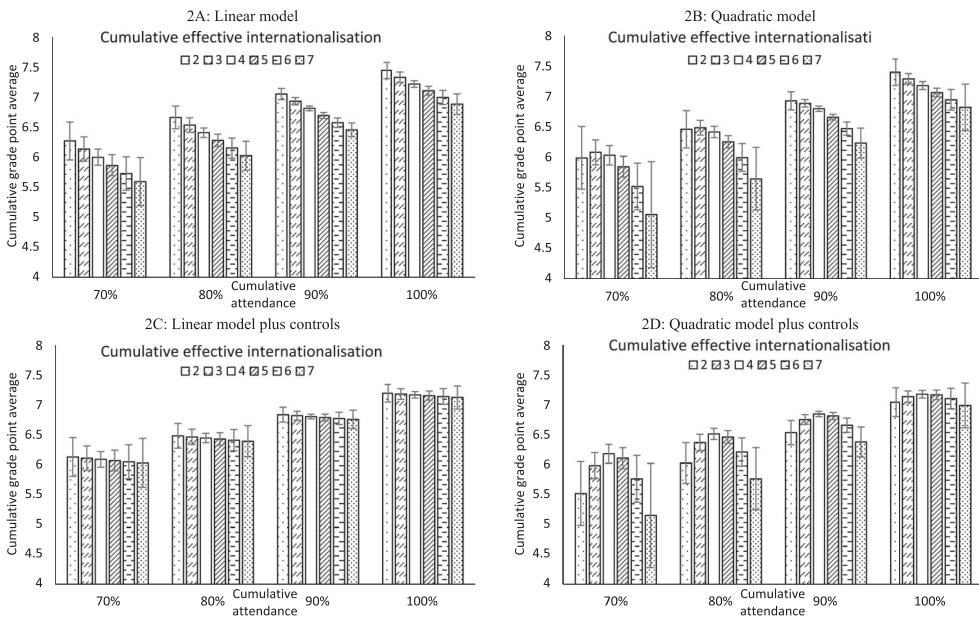 2A: Linear model
Cumulative effective internationalisation
2 3 4 5 6 7
Cumulative grade point average
8
7.5
7
6.5
6
5.5
5
4.5
4
70% 80% 90% 100%
Cumulative
attendance
2B: Quadratic model
Cumulative effective internationalisati
2 3 4 5 6 7
Cumulative grade point average
8
7.5
7
6.5
6
5.5
5
4.5
4
70% 80% 90% 100%
Cumulative
attendance
2C: Linear model plus controls
Cumulative effective internationalisation
2 3 4 5 6 7
Cumulative grade point average
8
7.5
7
6.5
6
5.5
5
4.5
4
70% 80% 90% 100%
Cumulative
attendance
2D: Quadratic model plus controls
Cumulative effective internationalisation
2 3 4 5 6 7
Cumulative grade point average
8
7.5
7
6.5
6
5.5
5
4.5
4
70% 80% 90% 100%
Cumulative
attendance